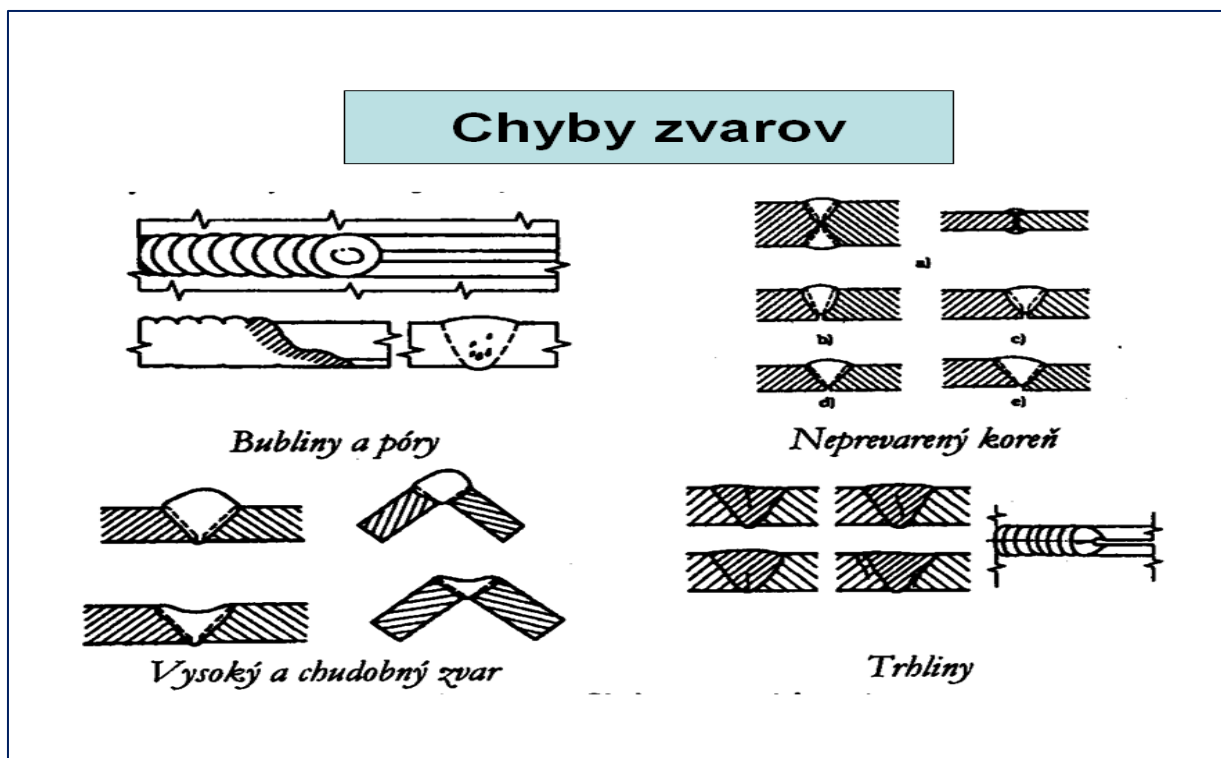 Chyby zvarov
a)
b) c)
d) e)
Bubliny a póry
Neprevarený koreň
Vysoký a chudobný zvar
Trhliny